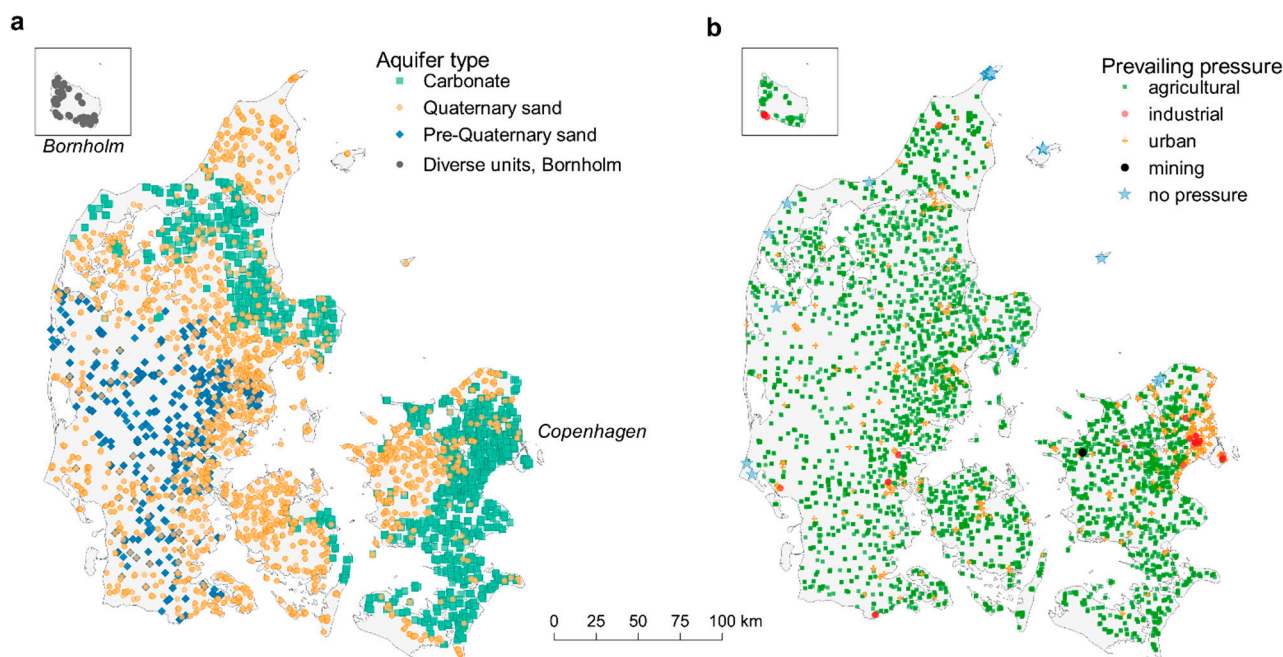 a
Aquifer type
Carbonate
Quaternary sand
Pre-Quaternary sand
Diverse units, Bornholm
Bornholm
Copenhagen
0 25 50 75 100 km
b
Prevailing pressure
agricultural
industrial
urban
mining
no pressure